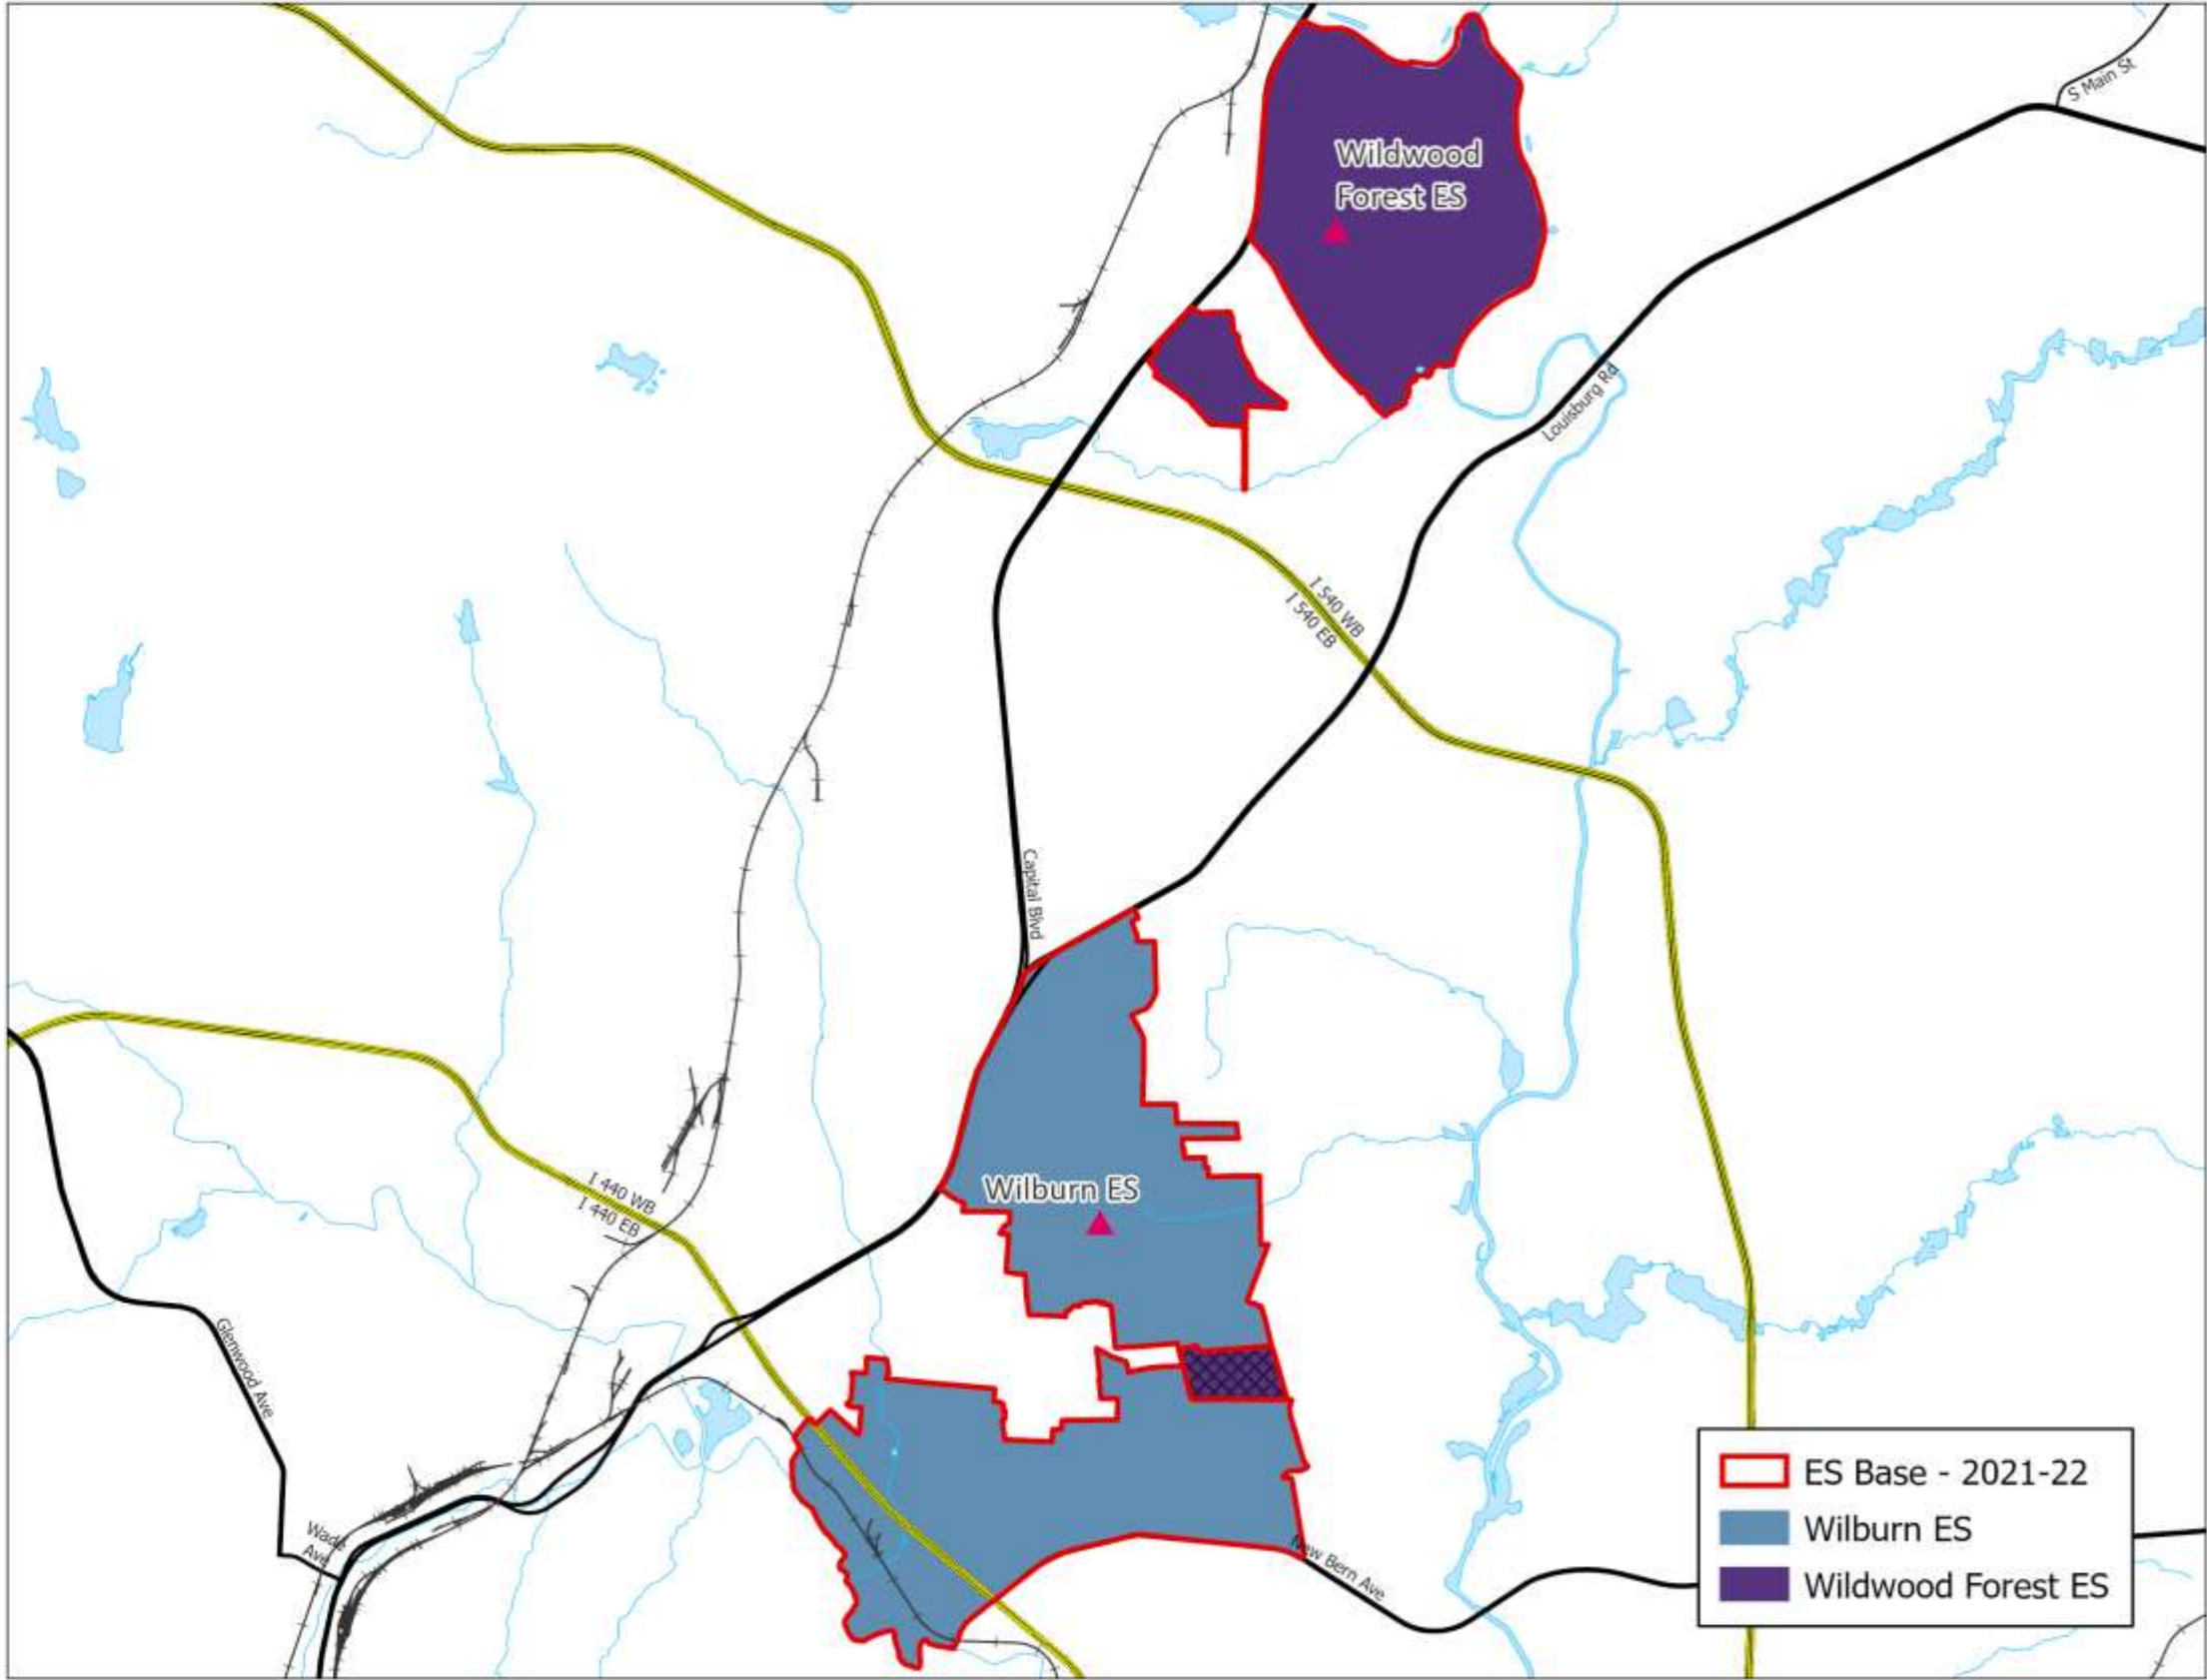 S Main St
Wildwood
Forest ES
Louisburg Rd
I 540 WB
I 540 EB
Capital Blvd
Wilburn ES
I 440 WB
I 440 EB
Glenwood Ave
Wade
Ave
New Bern Ave
ES Base - 2021-22
Wilburn ES
Wildwood Forest ES